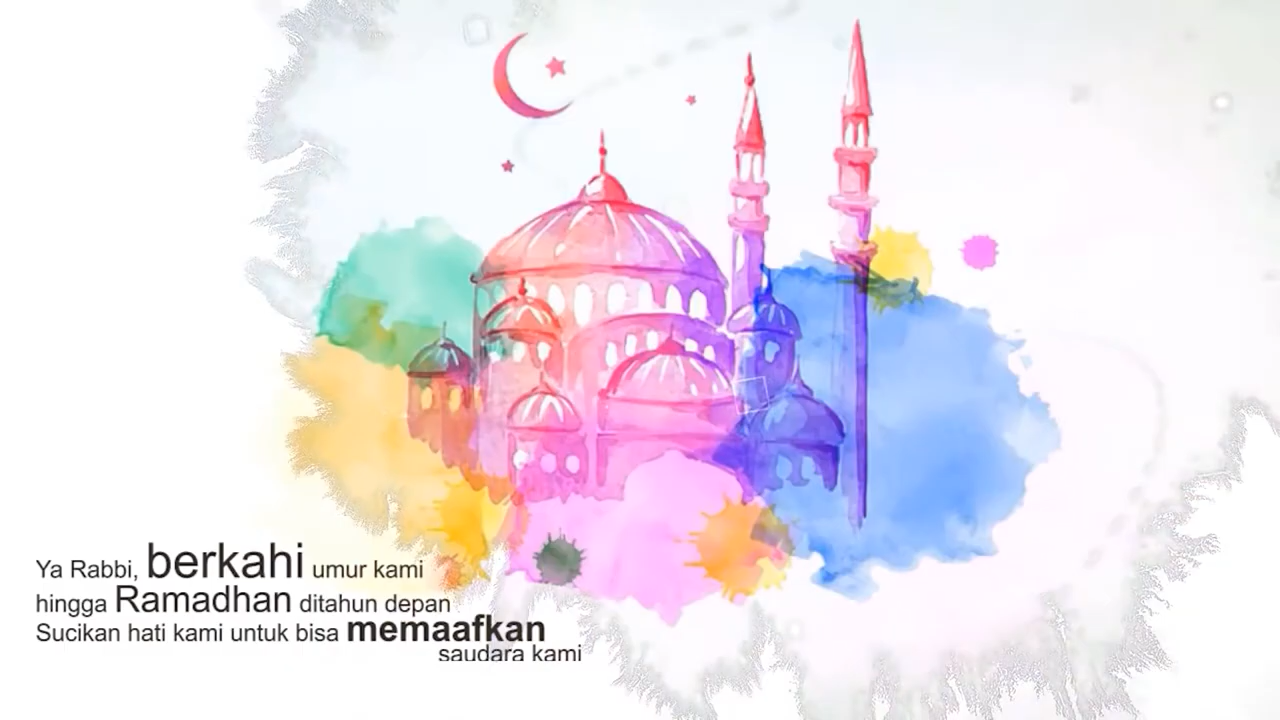 Ya Rabbi, berkahi umur kami
hingga Ramadhan ditahun depan
Sucikan hati kami untuk bisa memaafkan
saudara kami